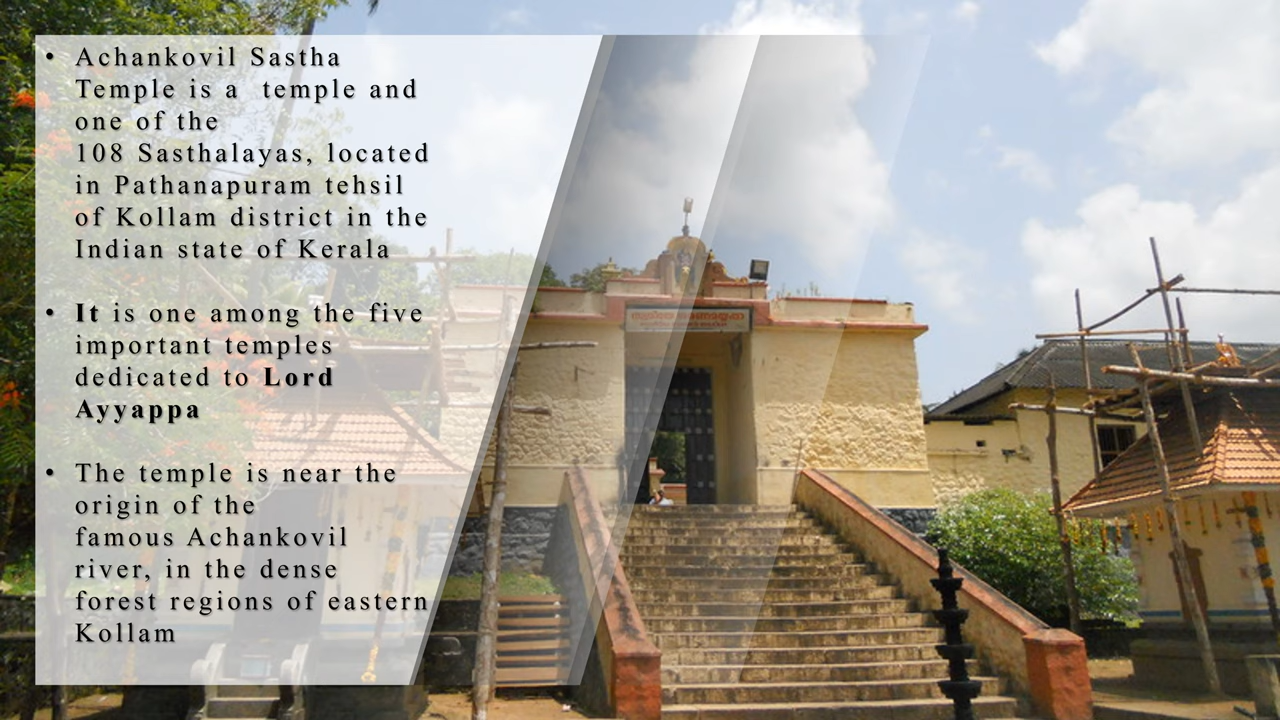 • Achankovil Sastha
Temple is a temple and
one of the
108 Sasthalayas, located
in Pathanapuram tehsil
of Kollam district in the
Indian state of Kerala
• It is one among the five
important temples
dedicated to Lord
Ayyappa
• The temple is near the
origin of the
famous Achankovil
river, in the dense
forest regions of eastern
Kollam